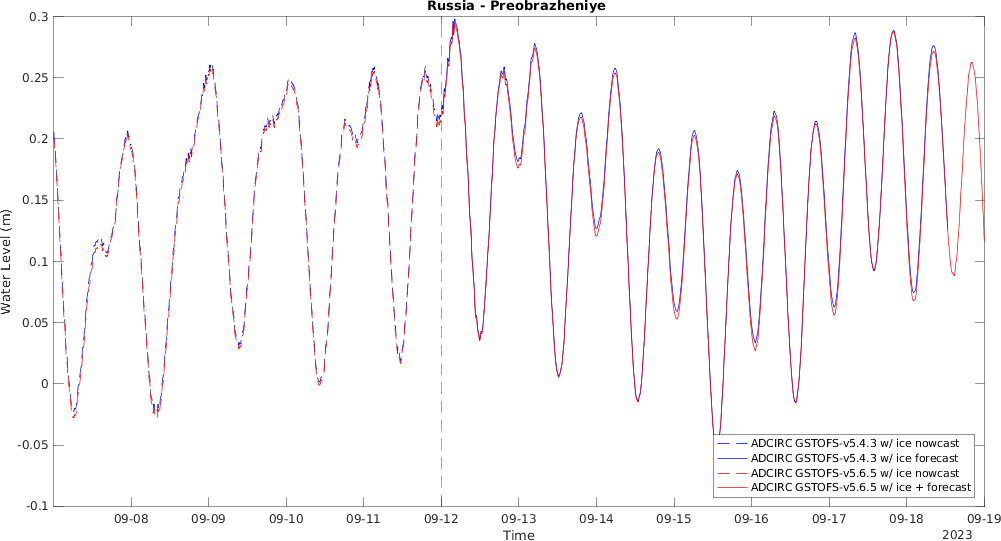 Russia - Preobrazheniye
0.3
0.25
0.2
0.15
0.1
0.05
0
-0.05
-0.1
Water Level (m)
ADCIRC GSTOFS-v5.4.3 w/ ice nowcast
ADCIRC GSTOFS-v5.4.3 w/ ice forecast
ADCIRC GSTOFS-v5.6.5 w/ ice nowcast
ADCIRC GSTOFS-v5.6.5 w/ ice + forecast
09-08 09-09 09-10 09-11 09-12 09-13 09-14 09-15 09-16 09-17 09-18 09-19
Time
2023